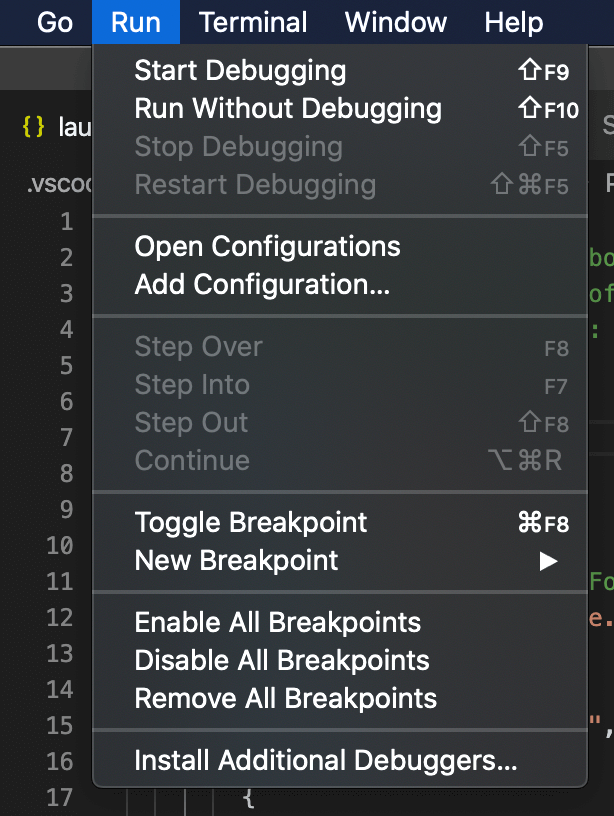 Go Run Terminal Window Help
Start Debugging ⇧F9
Run Without Debugging ⇧F10
{} lau S
Stop Debugging ⇧F5
.vscod
Restart Debugging ⇧⌘F5
1
Open Configurations
2 bo
Add Configuration...
3 of
4 :
Step Over F8
5
Step Into F7
6
Step Out ⇧F8
7
Continue ⌥⌘R
8
9
Toggle Breakpoint ⌘F8
10
New Breakpoint ▶
11 Fo
12 e.
Enable All Breakpoints
13
Disable All Breakpoints
14
Remove All Breakpoints
15 ",
16
Install Additional Debuggers...
17 {